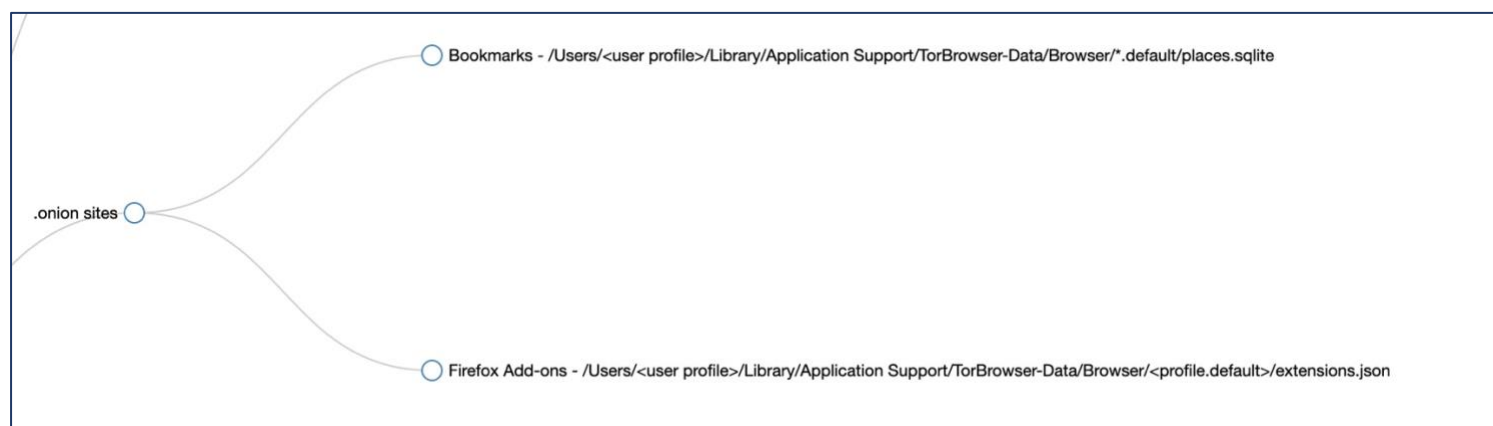 Bookmarks - /Users/<user profile>/Library/Application Support/TorBrowser-Data/Browser/*.default/places.sqlite
.onion sites
Firefox Add-ons - /Users/<user profile>/Library/Application Support/TorBrowser-Data/Browser/<profile.default>/extensions.json